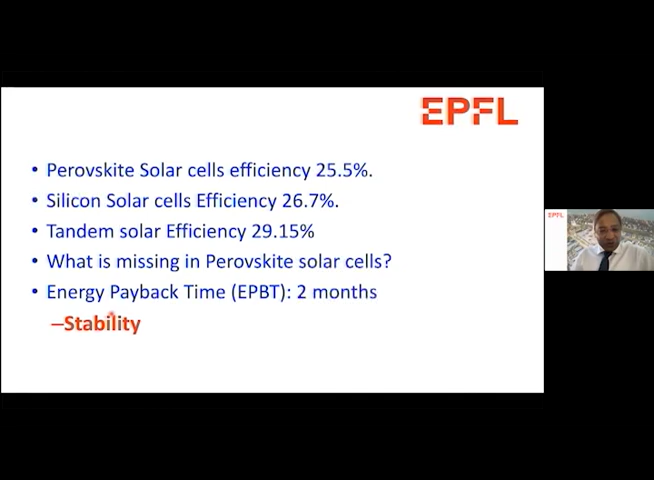 EPFL
• Perovskite Solar cells efficiency 25.5%.
• Silicon Solar cells Efficiency 26.7%.
• Tandem solar Efficiency 29.15%
• What is missing in Perovskite solar cells?
• Energy Payback Time (EPBT): 2 months
–Stability
EPFL